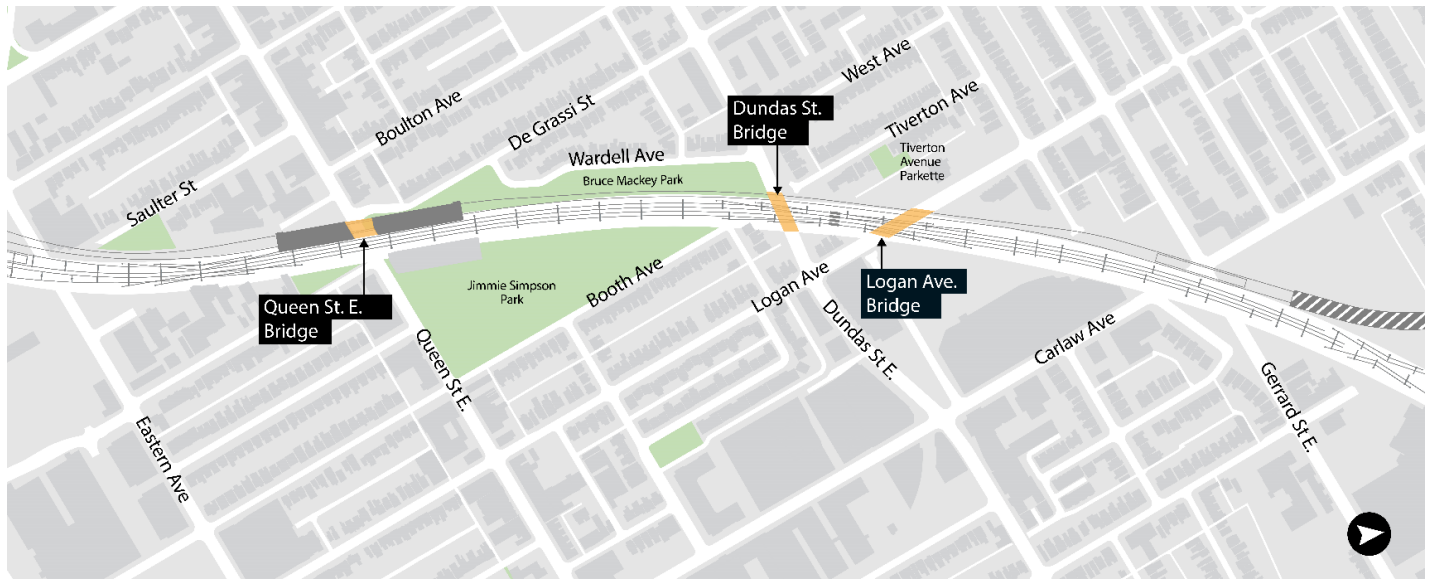 West Ave
Boulton Ave
De Grassi St
Dundas St.
Bridge
Tiverton Ave
Tiverton
Avenue
Parkette
Wardell Ave
Bruce Mackey Park
Saulter St
Queen St. E.
Bridge
Jimmie Simpson
Park
Booth Ave
Logan Ave
Logan Ave.
Bridge
Dundas St E.
Carlaw Ave
Queen St E.
Gerrard St E.
Eastern Ave